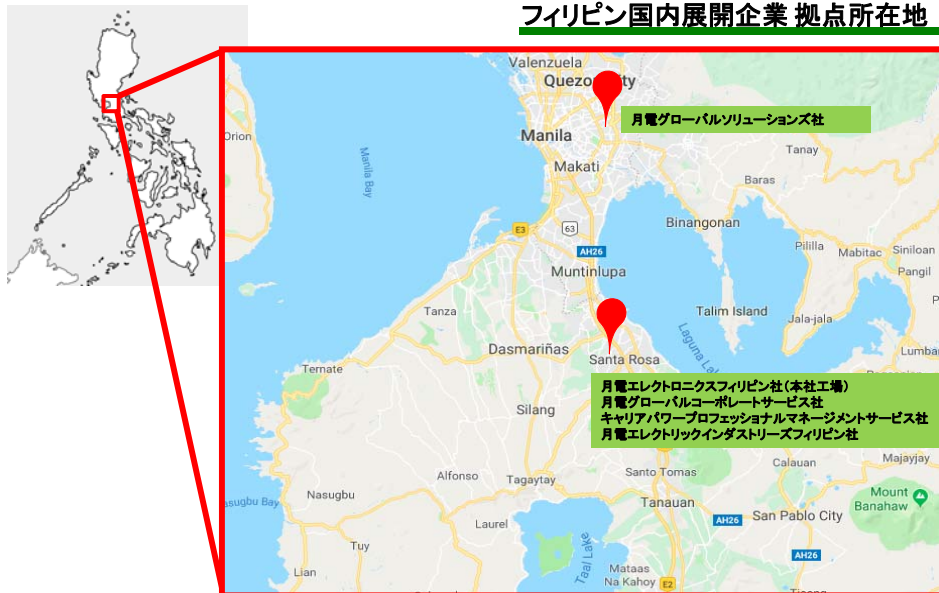 フィリピン国内展開企業 拠点所在地
Valenzuela
Quezon City
月電グローバルソリューションズ社
Orion
Manila
Tanay
Manila Bay
Makati
Baras
Binangonan
E3
63
AH26
Pililla
Mabitac
Siniloan
Muntinlupa
Pangil
Tanza
Talim Island
Jala-jala
Laguna
Dasmariñas
Santa Rosa
Ternate
月電エレクトロニクスフィリピン社(本社工場)
月電グローバルコーポレートサービス社
キャリアパワープロフェッショナルマネージメントサービス社
月電エレクトリックインダストリーズフィリピン社
Silang
Calauan
Majayjay
Alfonso
Tagaytay
Santo Tomas
Nasugbu
Tanauan
Mount
Banahaw
Laurel
AH26
San Pablo City
Tuy
Taal Lake
AH26
Lian
Mataas
Na Kahoy
E2